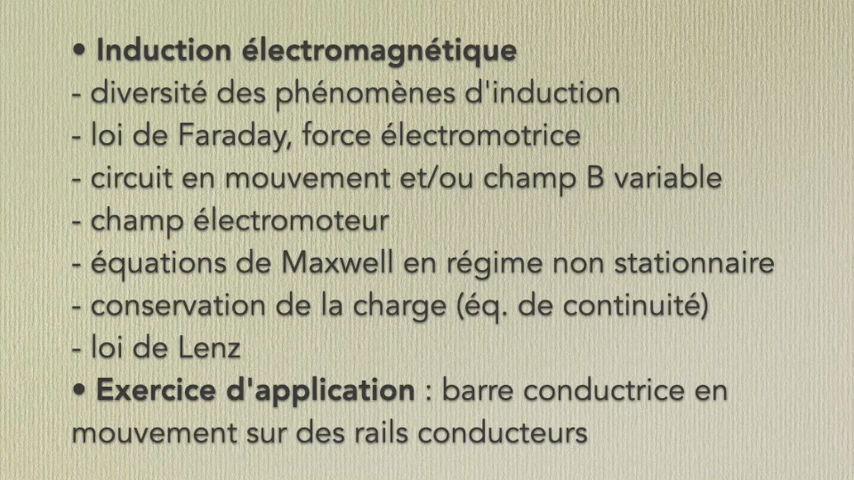 • Induction électromagnétique
- diversité des phénomènes d'induction
- loi de Faraday, force électromotrice
- circuit en mouvement et/ou champ B variable
- champ électromoteur
- équations de Maxwell en régime non stationnaire
- conservation de la charge (éq. de continuité)
- loi de Lenz
• Exercice d'application : barre conductrice en
mouvement sur des rails conducteurs